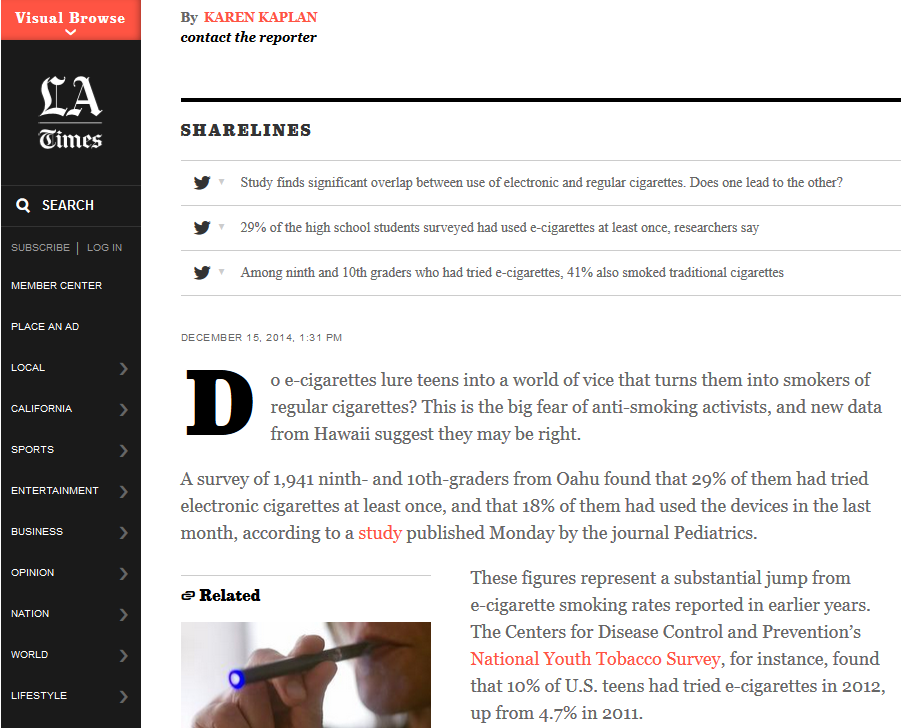 Visual Browse
LA
Times
SEARCH
SUBSCRIBE | LOG IN
MEMBER CENTER
PLACE AN AD
LOCAL
CALIFORNIA
SPORTS
ENTERTAINMENT
BUSINESS
OPINION
NATION
WORLD
LIFESTYLE
By KAREN KAPLAN
contact the reporter
SHARELINES
Study finds significant overlap between use of electronic and regular cigarettes. Does one lead to the other?
29% of the high school students surveyed had used e-cigarettes at least once, researchers say
Among ninth and 10th graders who had tried e-cigarettes, 41% also smoked traditional cigarettes
DECEMBER 15, 2014, 1:31 PM
Do e-cigarettes lure teens into a world of vice that turns them into smokers of
regular cigarettes? This is the big fear of anti-smoking activists, and new data
from Hawaii suggest they may be right.
A survey of 1,941 ninth- and 10th-graders from Oahu found that 29% of them had tried
electronic cigarettes at least once, and that 18% of them had used the devices in the last
month, according to a study published Monday by the journal Pediatrics.
Related
These figures represent a substantial jump from
e-cigarette smoking rates reported in earlier years.
The Centers for Disease Control and Prevention’s
National Youth Tobacco Survey, for instance, found
that 10% of U.S. teens had tried e-cigarettes in 2012,
up from 4.7% in 2011.